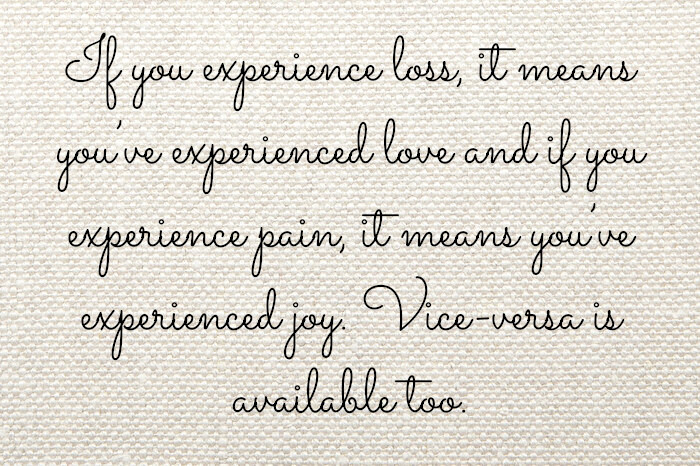 If you experience loss, it means
you've experienced love and if you
experience pain, it means you've
experienced joy. Vice-versa is
available too.